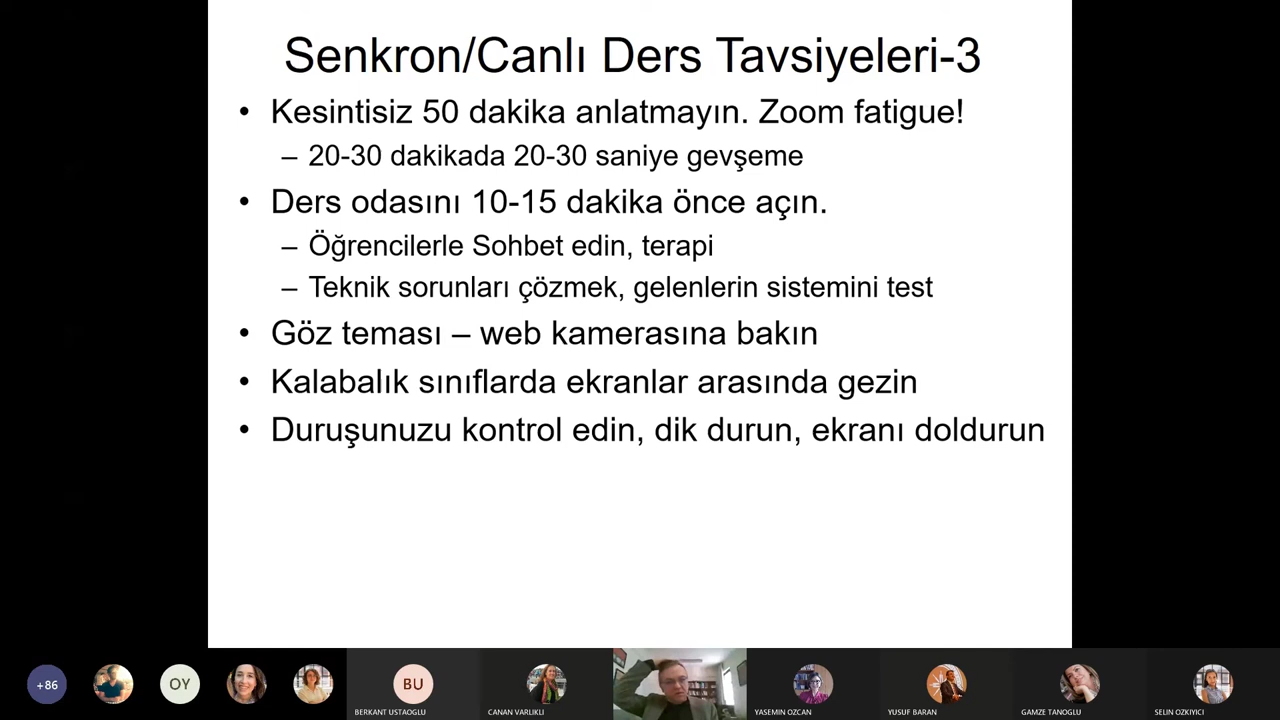 Senkron/Canlı Ders Tavsiyeleri-3
• Kesintisiz 50 dakika anlatmayın. Zoom fatigue!
– 20-30 dakikada 20-30 saniye gevşeme
• Ders odasını 10-15 dakika önce açın.
– Öğrencilerle Sohbet edin, terapi
– Teknik sorunları çözmek, gelenlerin sistemini test
• Göz teması – web kamerasına bakın
• Kalabalık sınıflarda ekranlar arasında gezin
• Duruşunuzu kontrol edin, dik durun, ekranı doldurun
+86
OY
BU
BERKANT USTAOGLU
CANAN VARLIKLI
YASEMIN OZCAN
YUSUF BARAN
GAMZE TANOGLU
SELIN OZKIYICI